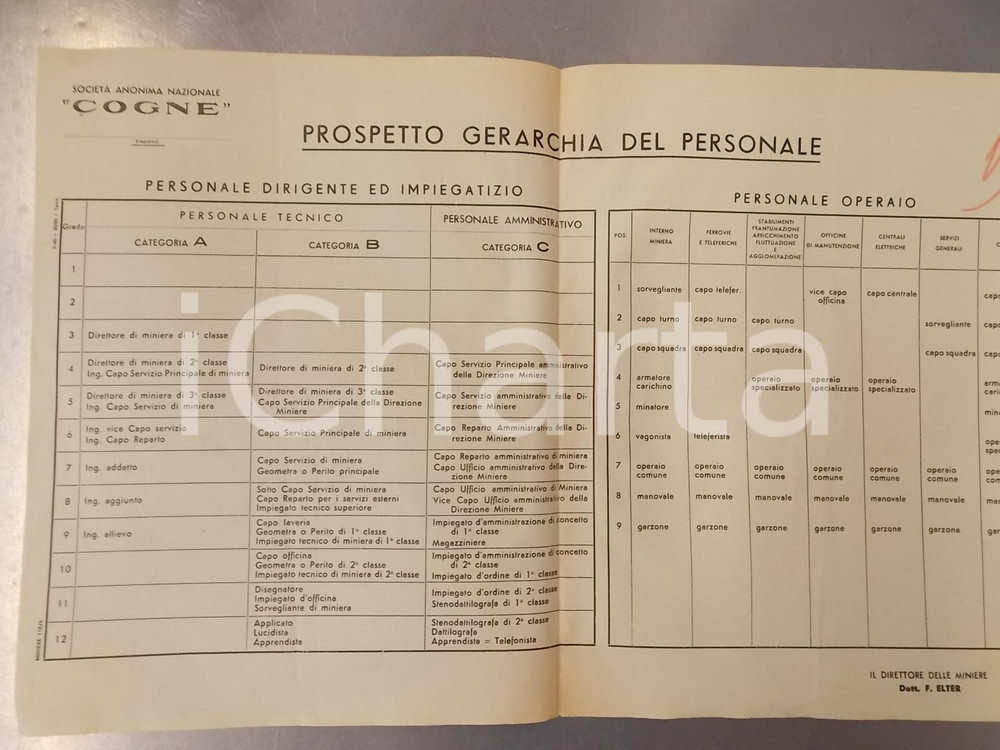 SOCIETÀ ANONIMA NAZIONALE
"COGNE"
PROSPETTO GERARCHIA DEL PERSONALE
PERSONALE DIRIGENTE ED IMPIEGATIZIO
Grado
PERSONALE TECNICO
PERSONALE AMMINISTRATIVO
CATEGORIA A
CATEGORIA B
CATEGORIA C
1
2
3
Direttore di miniera di 1ª classe
4
Direttore di miniera di 2ª classe
Ing. Capo Servizio Principale di miniera
Direttore di miniera di 2ª classe
Capo Servizio Principale amministrativo
della Direzione Miniere
5
Direttore di miniera di 3ª classe
Ing. Capo Servizio di miniera
Direttore di miniera di 3ª classe
Capo Servizio Principale della Direzione
Miniere
Capo Servizio amministrativo della Di-
rezione Miniere
6
Ing. vice Capo servizio
Ing. Capo Reparto
Capo Servizio Principale di miniera
Capo Reparto Amministrativo della Di-
rezione Miniere
7
Ing. addetto
Capo Servizio di miniera
Geometra o Perito principale
Capo Reparto amministrativo di miniera
Capo Ufficio amministrativo della Dire-
zione Miniere
8
Ing. aggiunto
Sotto Capo Servizio di miniera
Capo Reparto per i servizi esterni
Impiegato tecnico superiore
Capo Ufficio amministrativo di Miniera
Vice Capo Ufficio amministrativo della
Direzione Miniere
9
Ing. allievo
Capo laveria
Geometra o Perito di 1ª classe
Impiegato tecnico di miniera di 1ª classe
Impiegato d'amministrazione di concetto
di 1ª classe
Magazziniere
10
Capo officina
Geometra o Perito di 2ª classe
Impiegato tecnico di miniera di 2ª classe
Impiegato d'amministrazione di concetto
di 2ª classe
Impiegato d'ordine di 1ª classe
11
Disegnatore
Impiegato d'officina
Sorvegliante di miniera
Impiegato d'ordine di 2ª classe
Stenodattilografa di 1ª classe
12
Applicato
Lucidista
Apprendista
Stenodattilografa di 2ª classe
Dattilografa
Apprendista = Telefonista
PERSONALE OPERAIO
POS.
INTERNO
MINIERA
FERROVIE
E TELEFERICHE
STABILIMENTI
FRANTUMAZIONE
ARRICCHIMENTO
FLUTTUAZIONE
E
AGGLOMERAZIONE
OFFICINE
DI MANUTENZIONE
CENTRALI
ELETTRICHE
SERVIZI
GENERALI
1
sorvegliante
capo telefer.
vice capo
officina
capo centrale
capo
2
capo turno
capo turno
capo turno
sorvegliante
capo
3
capo squadra
capo squadra
capo squadra
capo squadra
capo
4
armatore
carichino
operaio
specializzato
operaio
specializzato
operaio
specializzato
5
minatore
6
vagonista
teleferista
7
operaio
comune
operaio
comune
operaio
comune
operaio
comune
operaio
comune
operaio
comune
8
manovale
manovale
manovale
manovale
manovale
manovale
9
garzone
garzone
garzone
garzone
garzone
garzone
IL DIRETTORE DELLE MINIERE
Dott. F. ELTER
iCharta